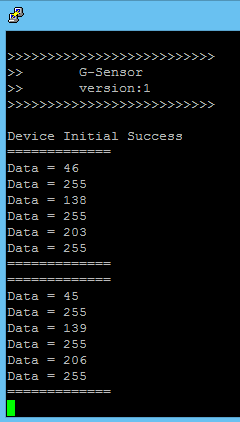 >>>>>>>>>>>>>>>>>>>>>>>>>>
>>       G-Sensor
>>       version:1
>>>>>>>>>>>>>>>>>>>>>>>>>>
Device Initial Success
=============
Data = 46
Data = 255
Data = 138
Data = 255
Data = 203
Data = 255
=============
=============
Data = 45
Data = 255
Data = 139
Data = 255
Data = 206
Data = 255
=============